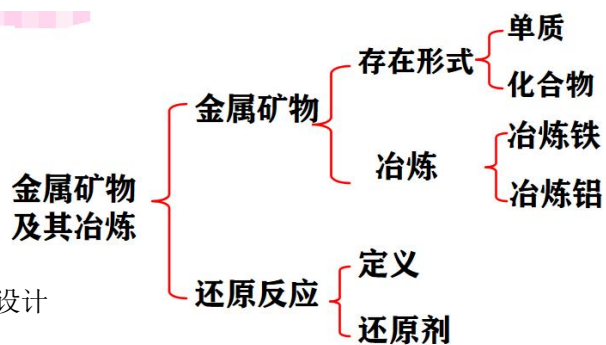 单质
存在形式
化合物
金属矿物
冶炼铁
冶炼
冶炼铝
金属矿物
及其冶炼
定义
还原反应
设计
还原剂